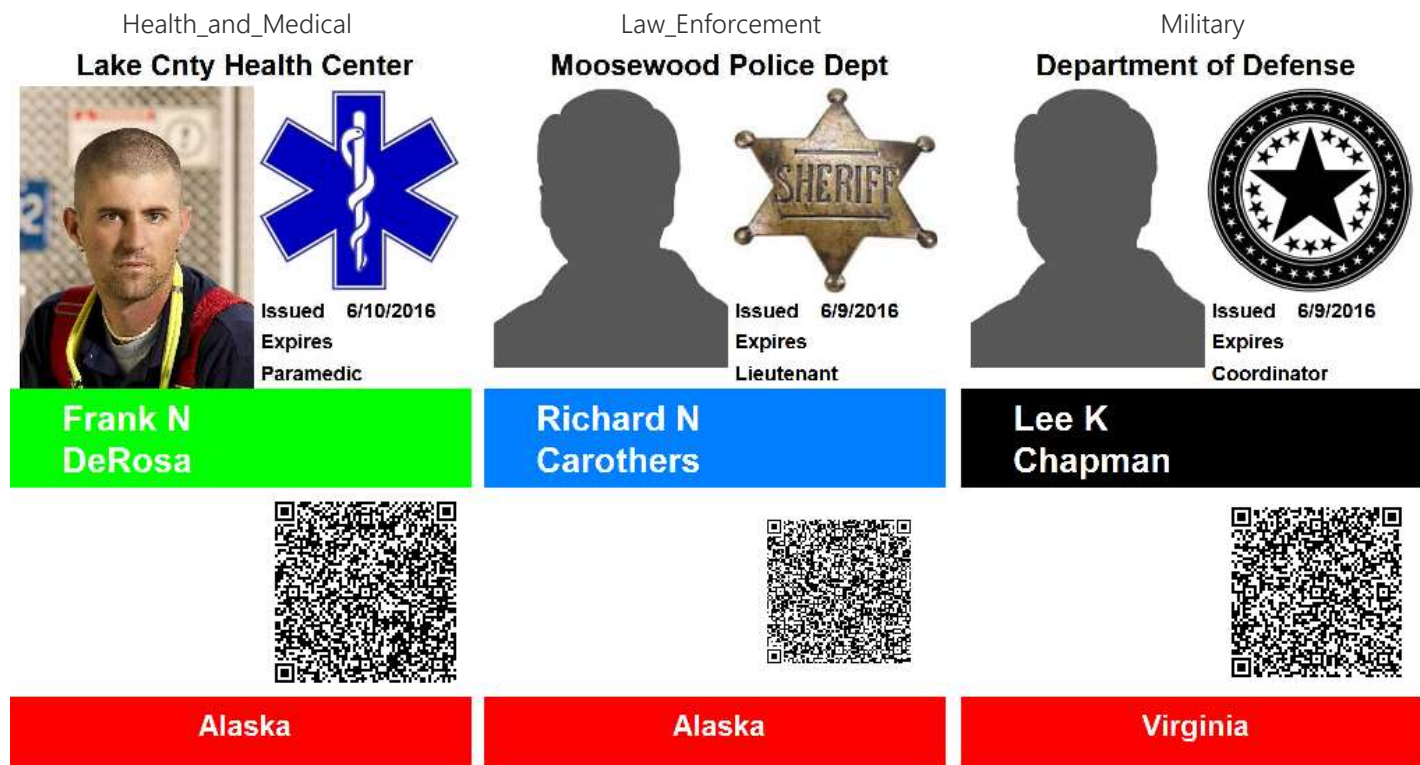 Health_and_Medical
Lake Cnty Health Center
Issued 6/10/2016
Expires
Paramedic
Frank N
DeRosa
Alaska
Law_Enforcement
Moosewood Police Dept
SHERIFF
Issued 6/9/2016
Expires
Lieutenant
Richard N
Carothers
Alaska
Military
Department of Defense
Issued 6/9/2016
Expires
Coordinator
Lee K
Chapman
Virginia